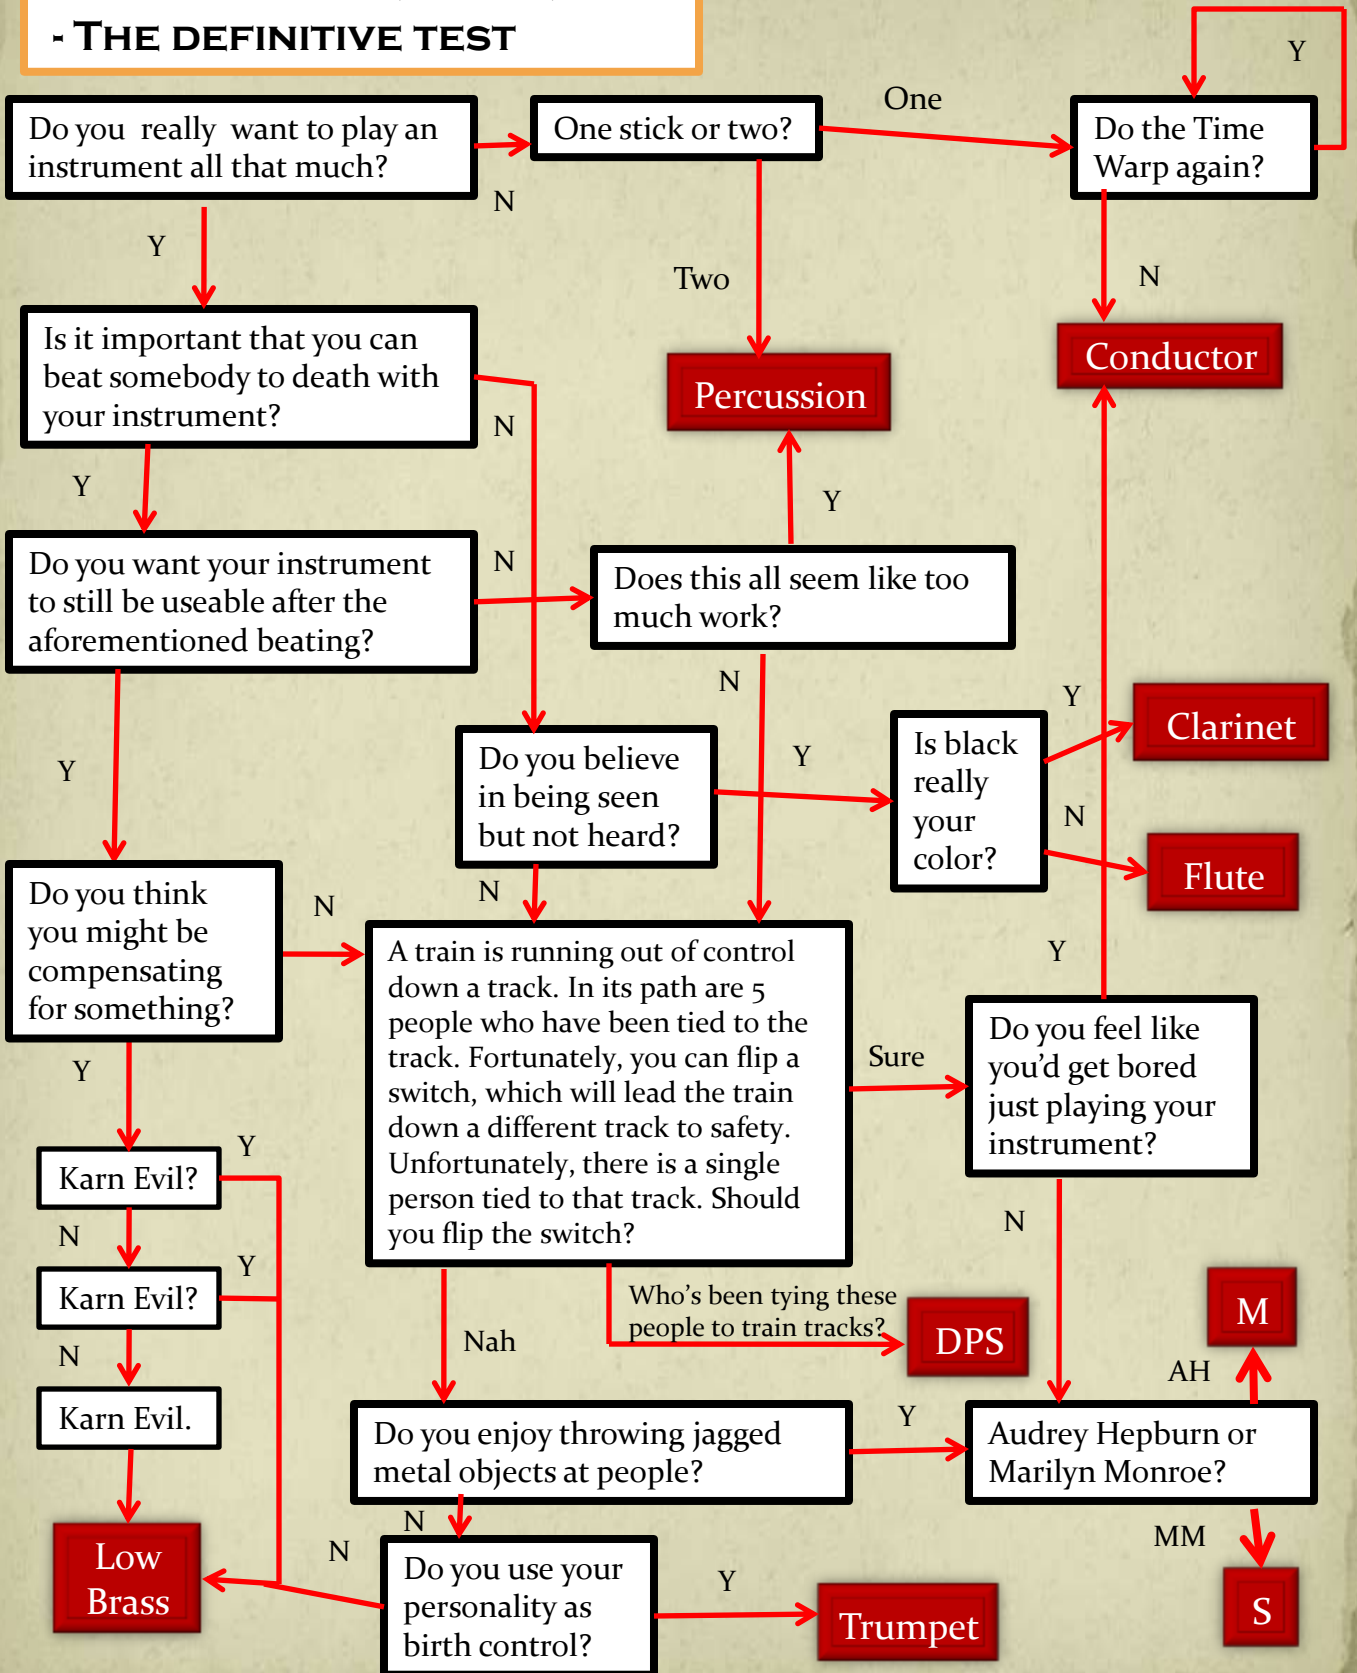 - THE DEFINITIVE TEST
Do you really want to play an
instrument all that much?
N
Y
One stick or two?
One
Two
Do the Time
Warp again?
Y
N
Conductor
Percussion
Is it important that you can
beat somebody to death with
your instrument?
N
Y
Do you want your instrument
to still be useable after the
aforementioned beating?
N
Y
Does this all seem like too
much work?
Y
N
Do you believe
in being seen
but not heard?
Y
N
Is black
really
your
color?
Y
N
Clarinet
Flute
Do you think
you might be
compensating
for something?
N
Y
A train is running out of control
down a track. In its path are 5
people who have been tied to the
track. Fortunately, you can flip a
switch, which will lead the train
down a different track to safety.
Unfortunately, there is a single
person tied to that track. Should
you flip the switch?
Sure
Nah
Who's been tying these
people to train tracks?
DPS
Do you feel like
you'd get bored
just playing your
instrument?
Y
N
Karn Evil?
Y
N
Karn Evil?
Y
N
Karn Evil.
Low
Brass
Do you enjoy throwing jagged
metal objects at people?
Y
N
Audrey Hepburn or
Marilyn Monroe?
AH
M
MM
S
Do you use your
personality as
birth control?
N
Y
Trumpet